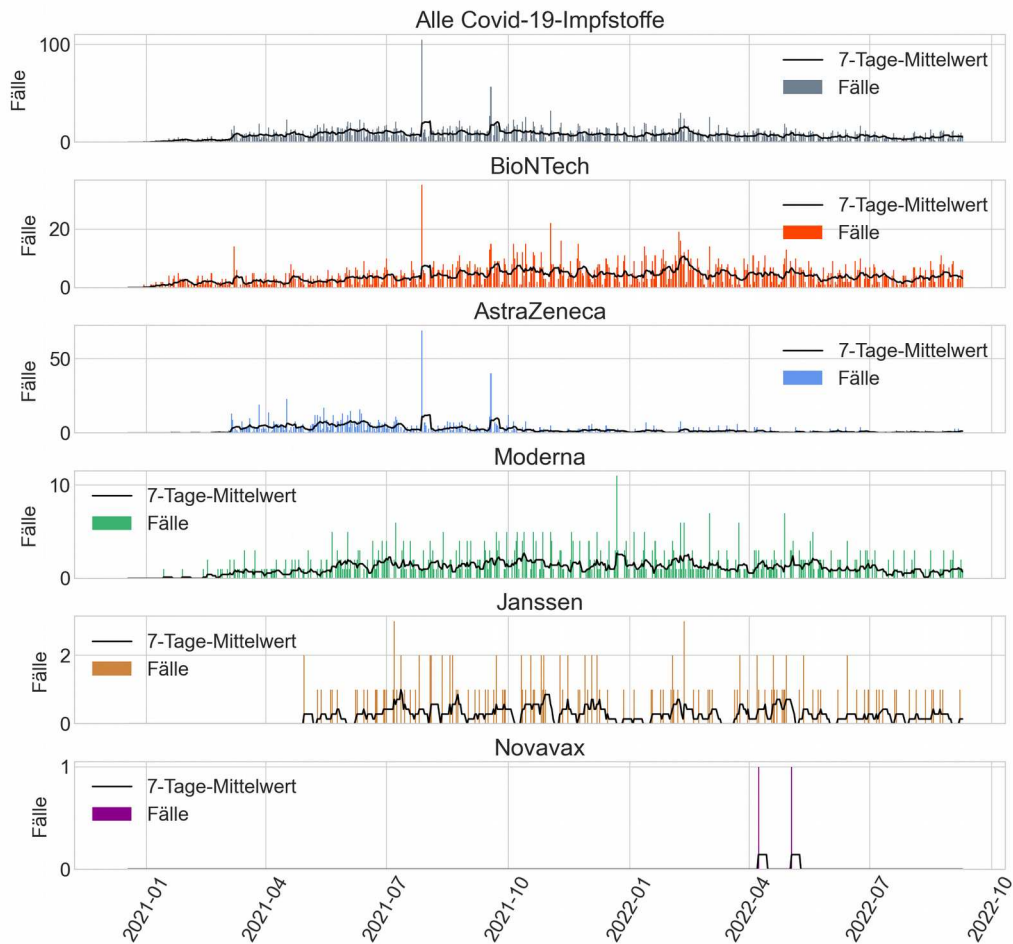 Alle Covid-19-Impfstoffe
100
0
Fälle
7-Tage-Mittelwert
Fälle
BioNTech
20
0
Fälle
7-Tage-Mittelwert
Fälle
AstraZeneca
50
0
Fälle
7-Tage-Mittelwert
Fälle
Moderna
10
0
Fälle
7-Tage-Mittelwert
Fälle
Janssen
2
0
Fälle
7-Tage-Mittelwert
Fälle
Novavax
1
0
Fälle
7-Tage-Mittelwert
Fälle
2021-01
2021-04
2021-07
2021-10
2022-01
2022-04
2022-07
2022-10